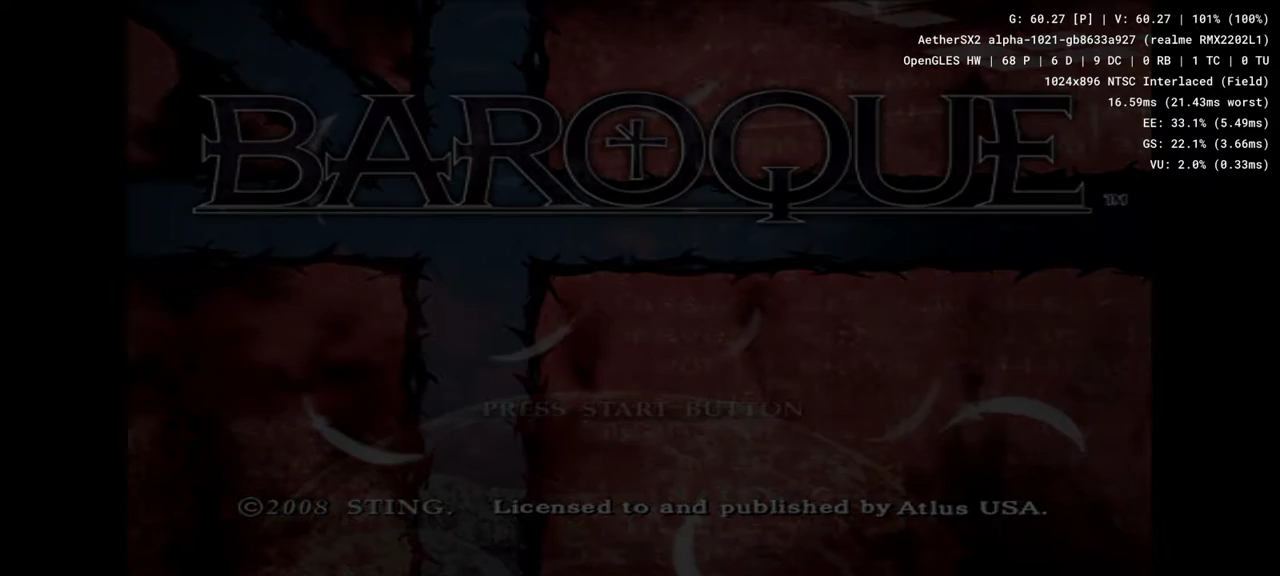 G: 60.27 [P] | V: 60.27 | 101% (100%)
AetherSX2 alpha-1021-gb8633a927 (realme RMX2202L1)
OpenGLES HW | 68 P | 6 D | 9 DC | 0 RB | 1 TC | 0 TU
1024x896 NTSC Interlaced (Field)
16.59ms (21.43ms worst)
EE: 33.1% (5.49ms)
GS: 22.1% (3.66ms)
VU: 2.0% (0.33ms)
BAROQUE ™
PRESS START BUTTON
©2008 STING. Licensed to and published by Atlus USA.